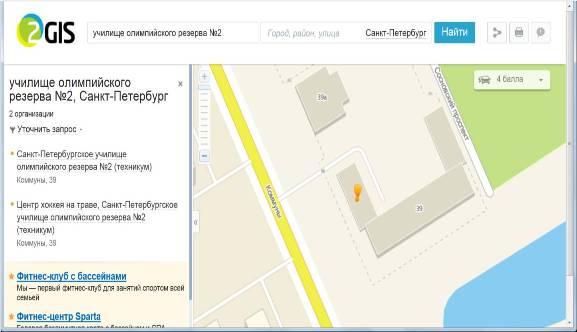 2GIS
училище олимпийского резерва №2
Город, район, улица
Санкт-Петербург
Найти
училище олимпийского
резерва №2, Санкт-Петербург
×
2 организации
Уточнить запрос
Санкт-Петербургское училище
олимпийского резерва №2 (техникум)
Коммуны, 39
Центр хоккея на траве, Санкт-Петербургское
училище олимпийского резерва №2
(техникум)
Коммуны, 39
Фитнес-клуб с бассейнами
Мы — первый фитнес-клуб для занятий спортом всей
семьей
Фитнес-центр Sparta
4 балла
39а
39
Коммуны
Сосновский проспект